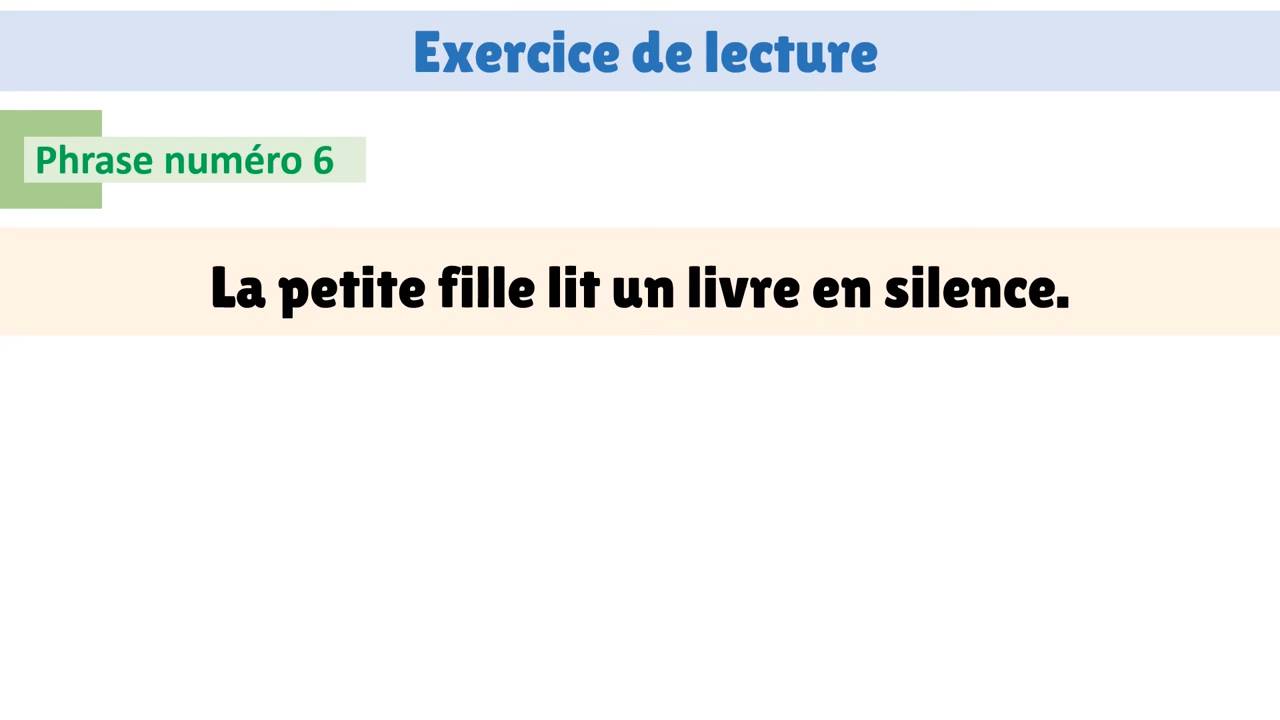 Exercice de lecture
Phrase numéro 6
La petite fille lit un livre en silence.